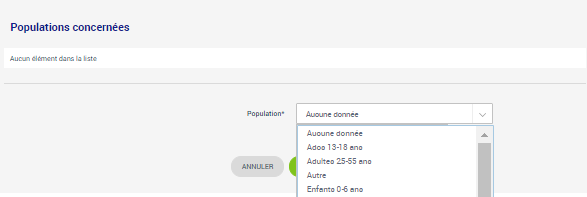 Populations concernées
Aucun élément dans la liste
Population*
Aucune donnée
Aucune donnée
Ados 13-18 ans
Adultes 25-55 ans
Autre
Enfants 0-6 ans
ANNULER